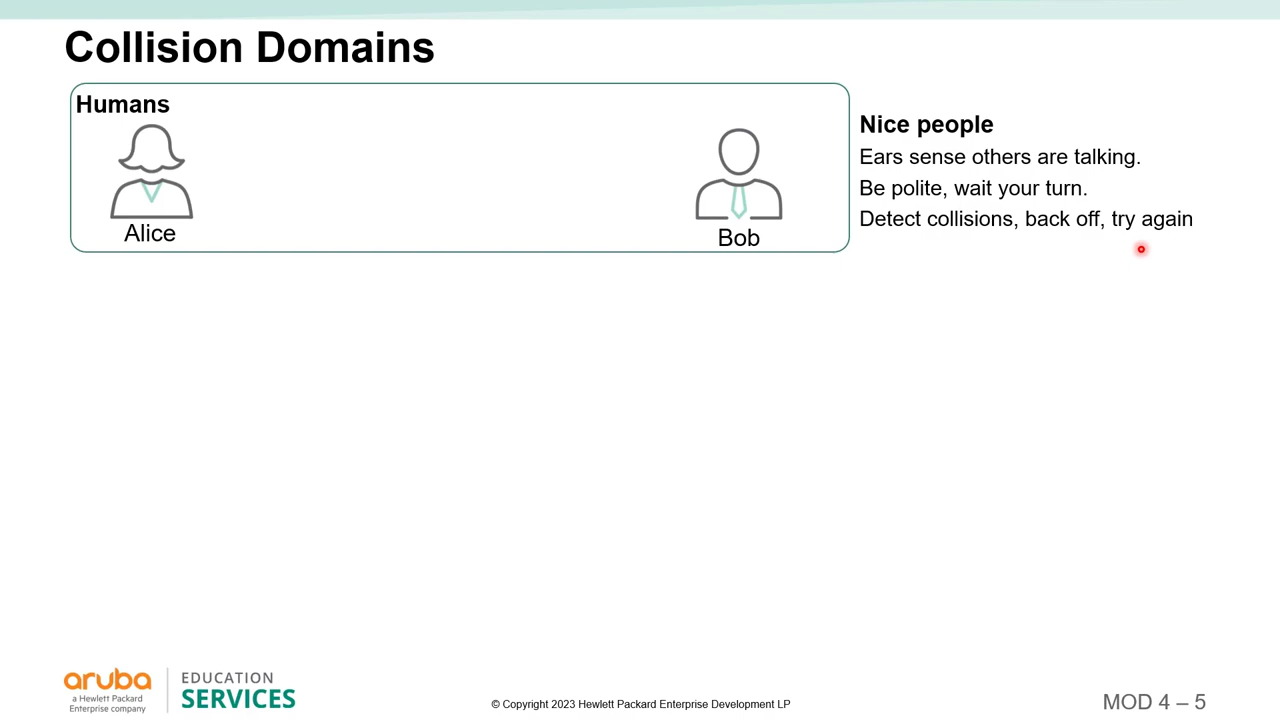 Collision Domains
Humans
Alice
Bob
Nice people
Ears sense others are talking.
Be polite, wait your turn.
Detect collisions, back off, try again
aruba
a Hewlett Packard
Enterprise company
EDUCATION
SERVICES
© Copyright 2023 Hewlett Packard Enterprise Development LP
MOD 4 – 5